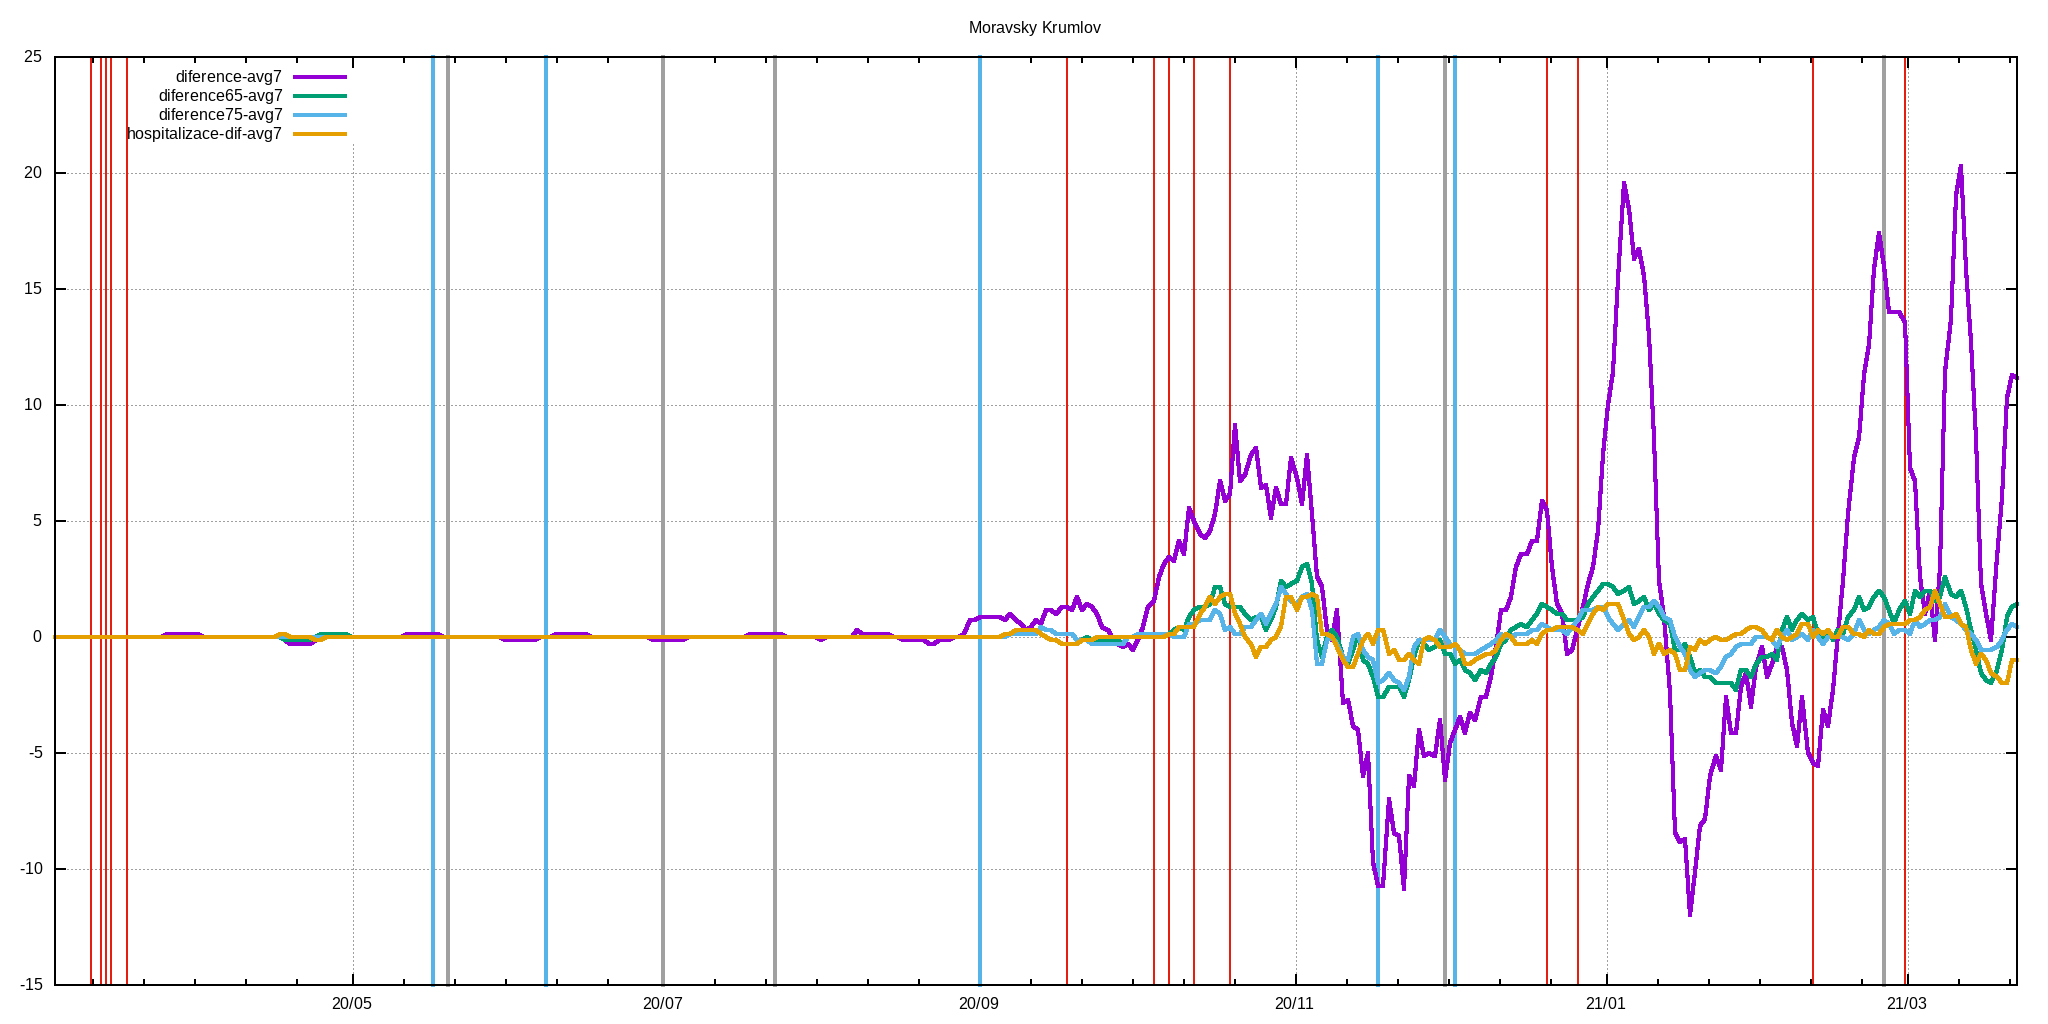 Moravsky Krumlov
25
diference-avg7
diference65-avg7
diference75-avg7
hospitalizace-dif-avg7
20
15
10
5
0
-5
-10
-15
20/05 20/07 20/09 20/11 21/01 21/03